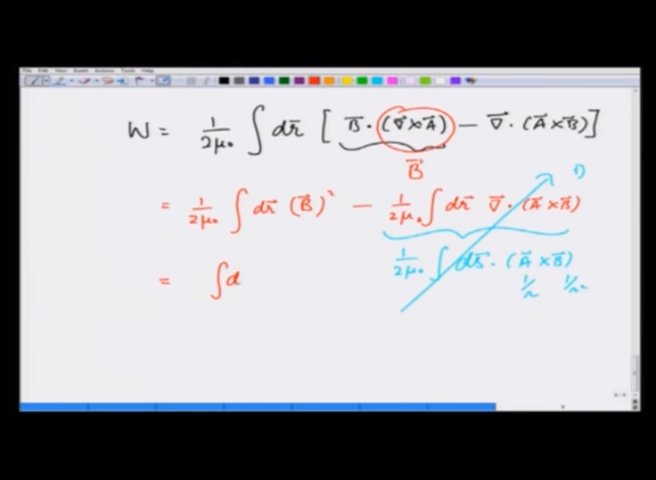 W = 1/2μ₀ ∫ dr̄ [ B̄ · (∇⃗ × A⃗) − ∇⃗ · (A⃗ × B⃗) ]
B⃗
= 1/2μ₀ ∫ dr̄ (B⃗)² − 1/2μ₀ ∫ dr̄ ∇⃗ · (A⃗ × B⃗)
1/2μ₀ ∫ ds̄ · (A⃗ × B⃗)
= ∫ d
1/r 1/r²